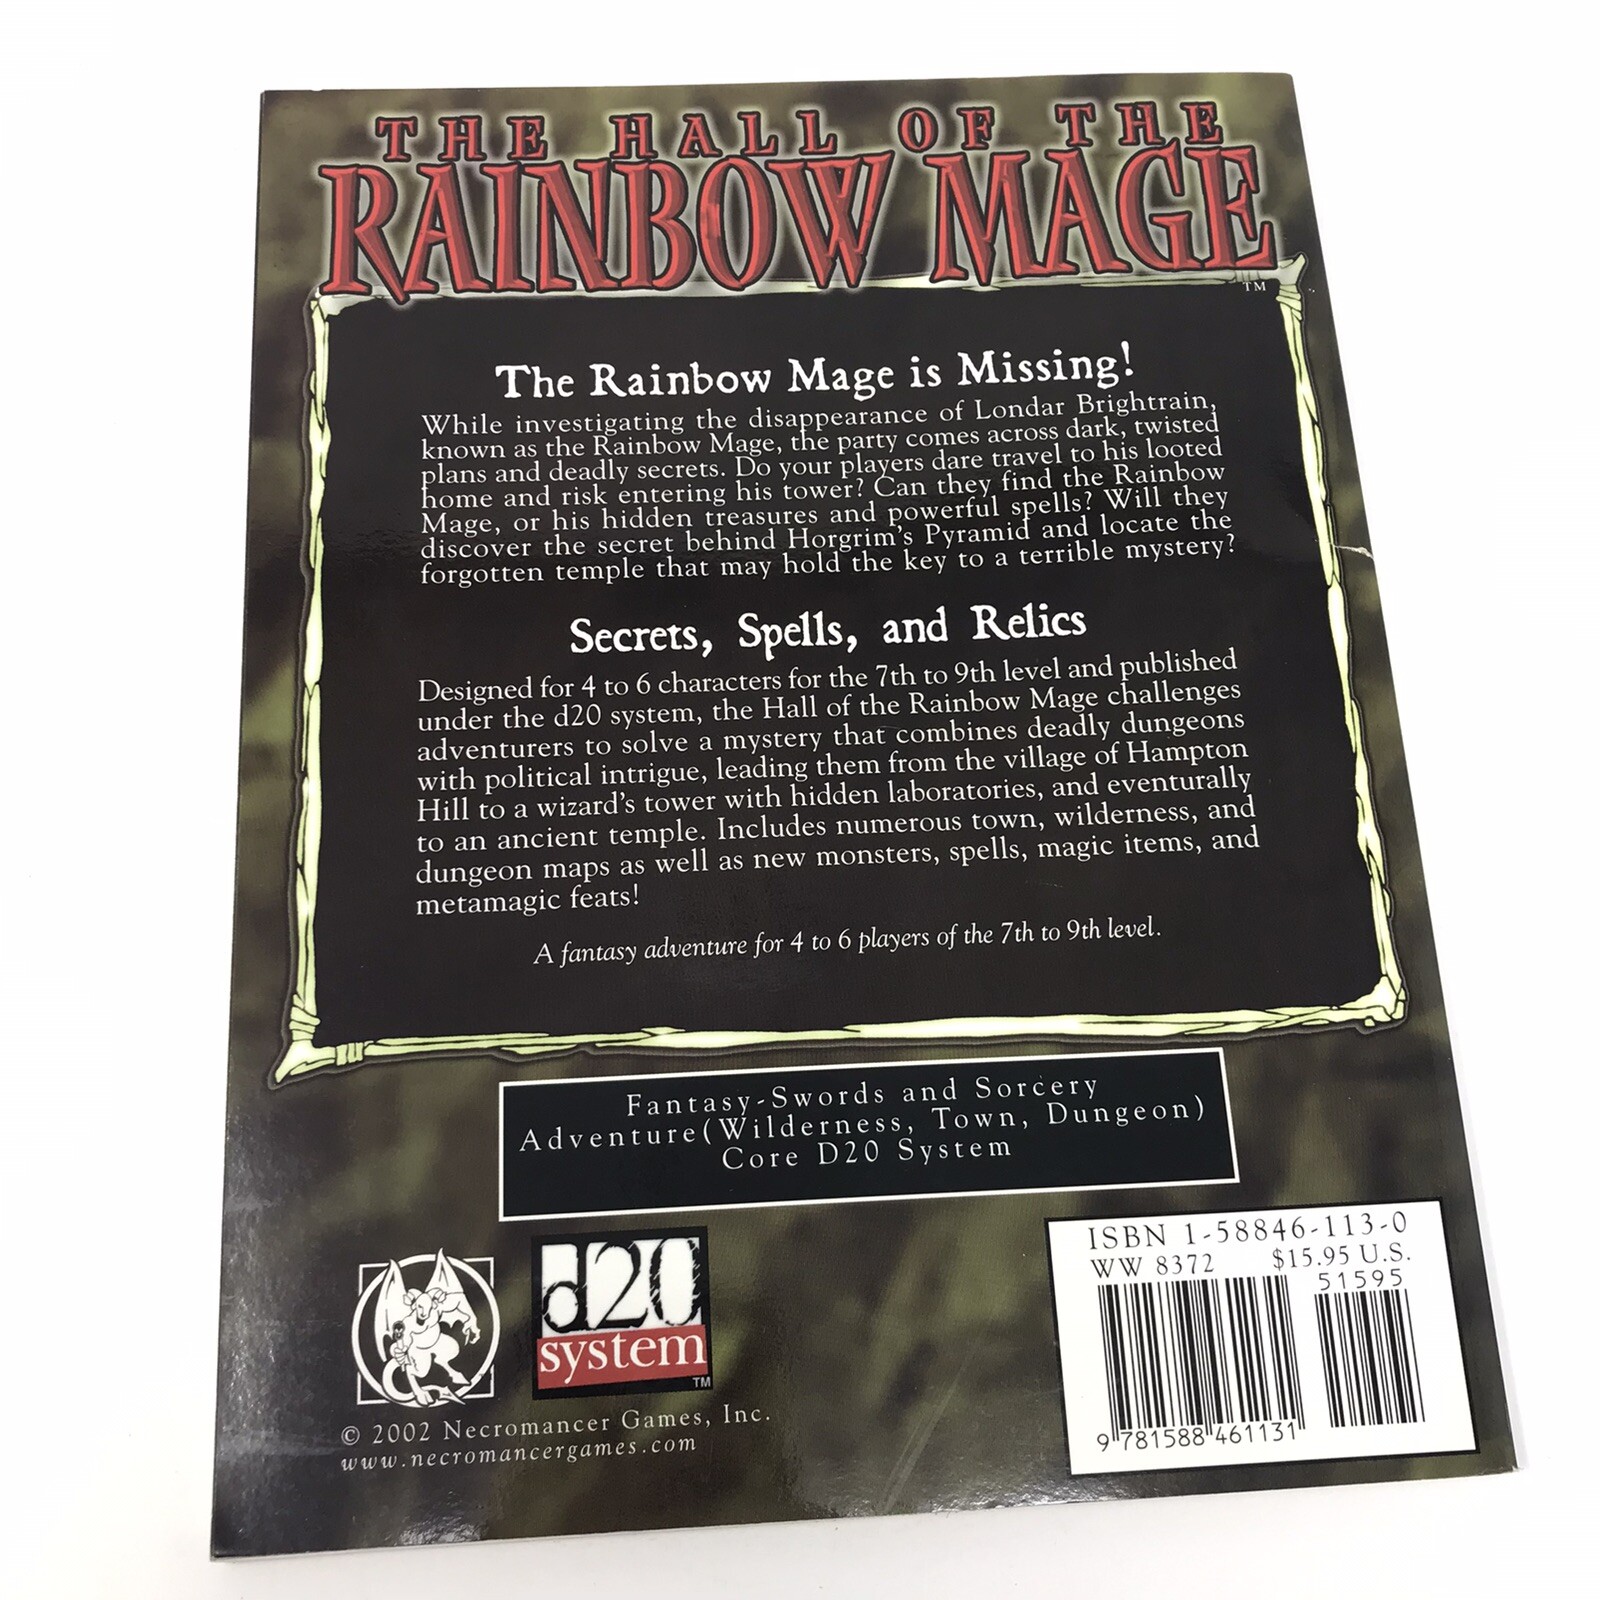 THE HALL OF THE
RAINBOW MAGE
TM
The Rainbow Mage is Missing!
While investigating the disappearance of Londar Brightrain,
known as the Rainbow Mage, the party comes across dark, twisted
plans and deadly secrets. Do your players dare travel to his looted
home and risk entering his tower? Can they find the Rainbow
Mage, or his hidden treasures and powerful spells? Will they
discover the secret behind Horgrim's Pyramid and locate the
forgotten temple that may hold the key to a terrible mystery?
Secrets, Spells, and Relics
Designed for 4 to 6 characters for the 7th to 9th level and published
under the d20 system, the Hall of the Rainbow Mage challenges
adventurers to solve a mystery that combines deadly dungeons
with political intrigue, leading them from the village of Hampton
Hill to a wizard's tower with hidden laboratories, and eventurally
to an ancient temple. Includes numerous town, wilderness, and
dungeon maps as well as new monsters, spells, magic items, and
metamagic feats!
A fantasy adventure for 4 to 6 players of the 7th to 9th level.
Fantasy-Swords and Sorcery
Adventure(Wilderness, Town, Dungeon)
Core D20 System
d20
system
TM
© 2002 Necromancer Games, Inc.
www.necromancergames.com
ISBN 1-58846-113-0
WW 8372 $15.95 U.S.
51595
9 781588 461131